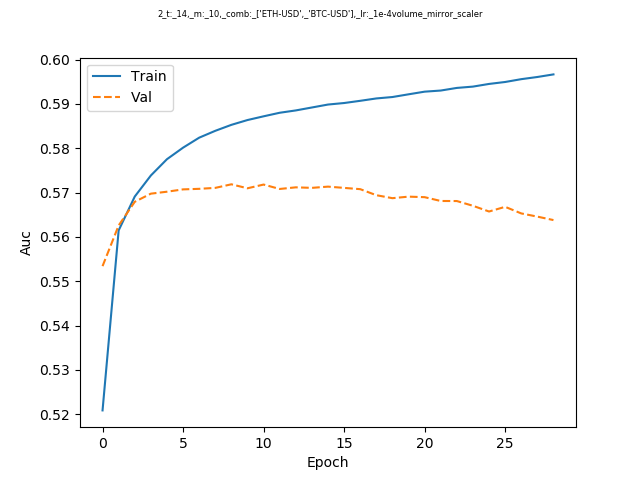 2_t:_14,_m:_10,_comb:_['ETH-USD',_'BTC-USD'],_lr:_1e-4volume_mirror_scaler
0.60
Train
Val
0.59
0.58
0.57
0.56
Auc
0.55
0.54
0.53
0.52
0 5 10 15 20 25
Epoch